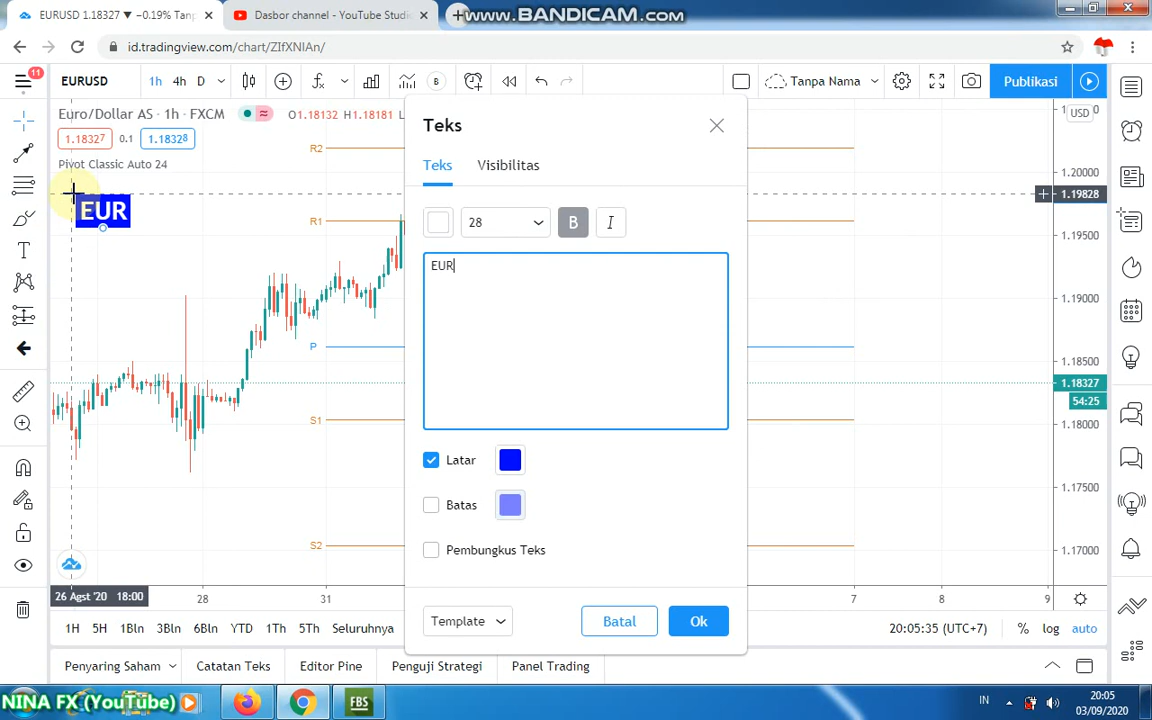 EURUSD 1.18327 ▼ −0.19% Tanp
Dasbor channel - YouTube Studi
www.BANDICAM.com
id.tradingview.com/chart/ZIfXNIAn/
11
EURUSD
1h
4h
D
B
Tanpa Nama
Publikasi
Euro/Dollar AS · 1h · FXCM
O1.18132 H1.18181 L
USD
1.18327
0.1
1.18328
Pivot Classic Auto 24
EUR
R2
R1
P
S1
S2
Teks
Teks
Visibilitas
28
B
I
EUR
Latar
Batas
Pembungkus Teks
Template
Batal
Ok
1.20000
1.19828
1.19500
1.19000
1.18500
1.18327
54:25
1.18000
1.17500
1.17000
26 Agst '20 18:00
28
31
7
8
9
1H
5H
1Bln
3Bln
6Bln
YTD
1Th
5Th
Seluruhnya
20:05:35 (UTC+7)
%
log
auto
Penyaring Saham
Catatan Teks
Editor Pine
Penguji Strategi
Panel Trading
NINA FX (YouTube)
FBS
IN
20:05
03/09/2020